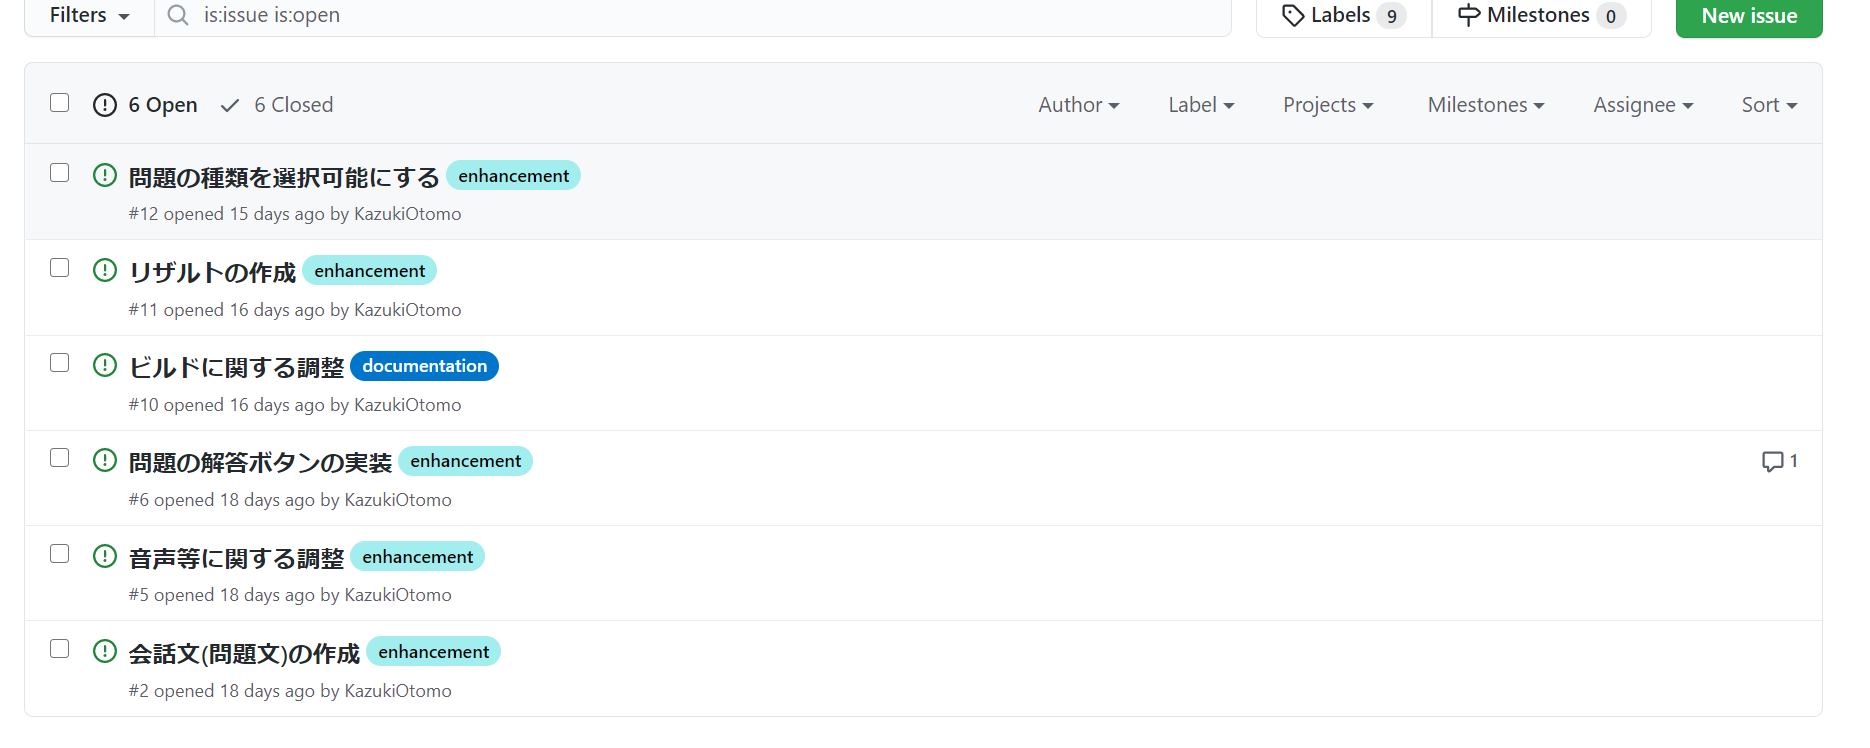 Filters is:issue is:open Labels 9 Milestones 0 New issue
6 Open 6 Closed Author Label Projects Milestones Assignee Sort
問題の種類を選択可能にする enhancement
#12 opened 15 days ago by KazukiOtomo
リザルトの作成 enhancement
#11 opened 16 days ago by KazukiOtomo
ビルドに関する調整 documentation
#10 opened 16 days ago by KazukiOtomo
問題の解答ボタンの実装 enhancement 1
#6 opened 18 days ago by KazukiOtomo
音声等に関する調整 enhancement
#5 opened 18 days ago by KazukiOtomo
会話文(問題文)の作成 enhancement
#2 opened 18 days ago by KazukiOtomo